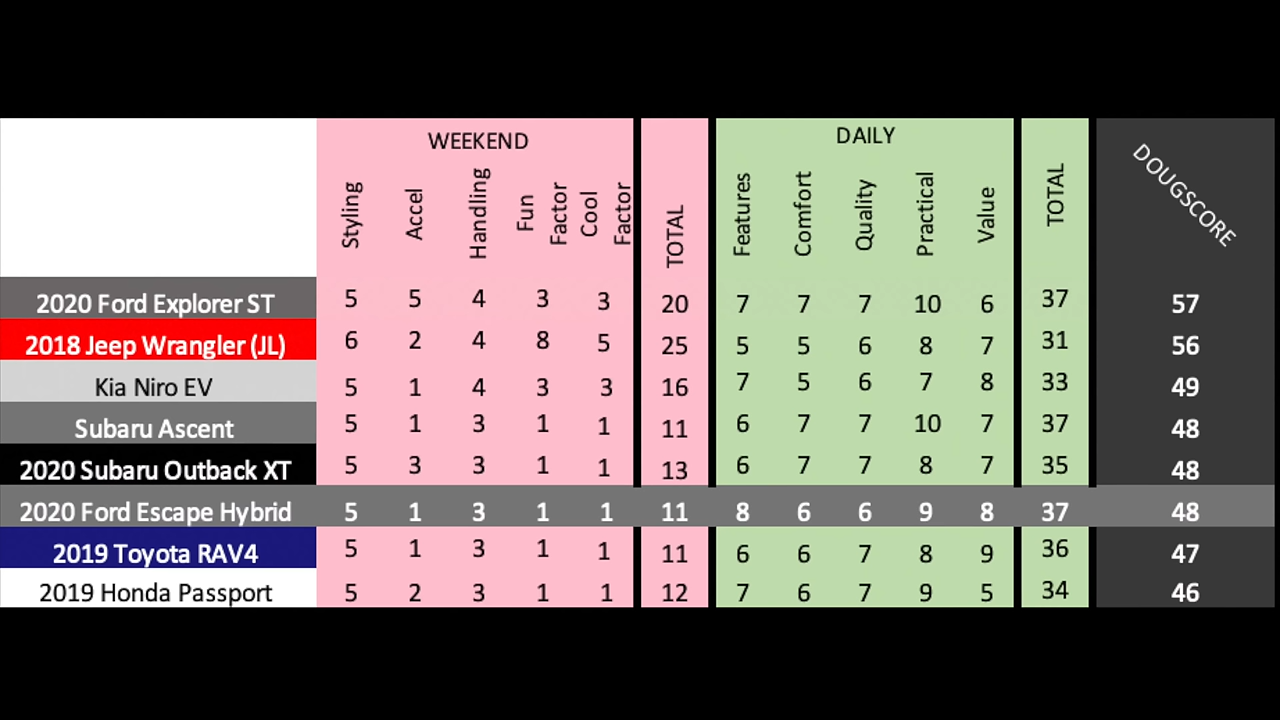 WEEKEND DAILY
Styling Accel Handling Fun Factor Cool Factor TOTAL Features Comfort Quality Practical Value TOTAL DOUGSCORE
2020 Ford Explorer ST 5 5 4 3 3 20 7 7 7 10 6 37 57
2018 Jeep Wrangler (JL) 6 2 4 8 5 25 5 5 6 8 7 31 56
Kia Niro EV 5 1 4 3 3 16 7 5 6 7 8 33 49
Subaru Ascent 5 1 3 1 1 11 6 7 7 10 7 37 48
2020 Subaru Outback XT 5 3 3 1 1 13 6 7 7 8 7 35 48
2020 Ford Escape Hybrid 5 1 3 1 1 11 8 6 6 9 8 37 48
2019 Toyota RAV4 5 1 3 1 1 11 6 6 7 8 9 36 47
2019 Honda Passport 5 2 3 1 1 12 7 6 7 9 5 34 46